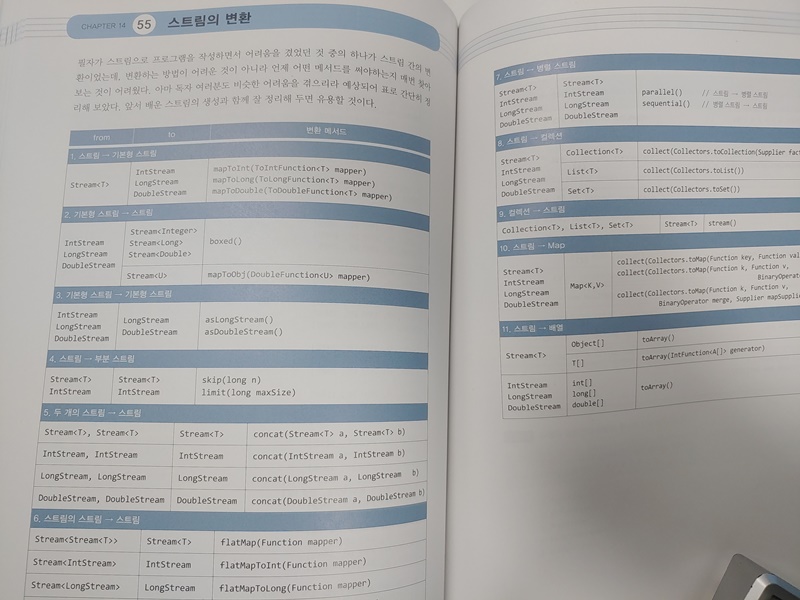 CHAPTER 14 55 스트림의 변환
필자가 스트림으로 프로그램을 작성하면서 어려움을 겪었던 것 중의 하나가 스트림 간의 변
환이었는데, 변환하는 방법이 어려운 것이 아니라 언제 어떤 메서드를 써야하는지 매번 찾아
보는 것이 어려웠다. 아마 독자 여러분도 비슷한 어려움을 겪으리라 예상되어 표로 간단히 정
리해 보았다. 앞서 배운 스트림의 생성과 함께 잘 정리해 두면 유용할 것이다.
from to 변환 메서드
1. 스트림 → 기본형 스트림
Stream<T>
IntStream
LongStream
DoubleStream
mapToInt(ToIntFunction<T> mapper)
mapToLong(ToLongFunction<T> mapper)
mapToDouble(ToDoubleFunction<T> mapper)
2. 기본형 스트림 → 스트림
IntStream
LongStream
DoubleStream
Stream<Integer>
Stream<Long>
Stream<Double>
boxed()
Stream<U> mapToObj(DoubleFunction<U> mapper)
3. 기본형 스트림 → 기본형 스트림
IntStream
LongStream
DoubleStream
LongStream
DoubleStream
asLongStream()
asDoubleStream()
4. 스트림 → 부분 스트림
Stream<T> Stream<T> skip(long n)
IntStream IntStream limit(long maxSize)
5. 두 개의 스트림 → 스트림
Stream<T>, Stream<T> Stream<T> concat(Stream<T> a, Stream<T> b)
IntStream, IntStream IntStream concat(IntStream a, IntStream b)
LongStream, LongStream LongStream concat(LongStream a, LongStream b)
DoubleStream, DoubleStream DoubleStream concat(DoubleStream a, DoubleStream b)
6. 스트림의 스트림 → 스트림
Stream<Stream<T>> Stream<T> flatMap(Function mapper)
Stream<IntStream> IntStream flatMapToInt(Function mapper)
Stream<LongStream> LongStream flatMapToLong(Function mapper)
7. 스트림 → 병렬 스트림
Stream<T>
IntStream
LongStream
DoubleStream
Stream<T>
IntStream
LongStream
DoubleStream
parallel() // 스트림 → 병렬 스트림
sequential() // 병렬 스트림 → 스트림
8. 스트림 → 컬렉션
Stream<T>
IntStream
LongStream
DoubleStream
Collection<T> collect(Collectors.toCollection(Supplier fact
List<T> collect(Collectors.toList())
Set<T> collect(Collectors.toSet())
9. 컬렉션 → 스트림
Collection<T>, List<T>, Set<T> Stream<T> stream()
10. 스트림 → Map
Stream<T>
IntStream
LongStream
DoubleStream
Map<K,V>
collect(Collectors.toMap(Function key, Function val
collect(Collectors.toMap(Function k, Function v,
BinaryOperato
collect(Collectors.toMap(Function k, Function v,
BinaryOperator merge, Supplier mapSupplie
11. 스트림 → 배열
Stream<T>
Object[] toArray()
T[] toArray(IntFunction<A[]> generator)
IntStream
LongStream
DoubleStream
int[]
long[]
double[]
toArray()